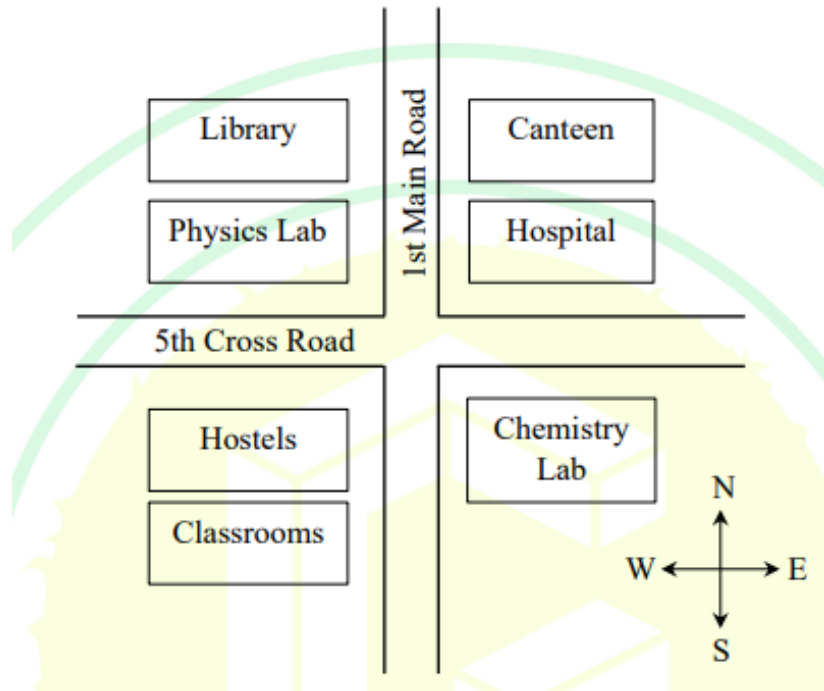 Library
Canteen
1st Main Road
Physics Lab
Hospital
5th Cross Road
Hostels
Chemistry
Lab
Classrooms
N
W
E
S